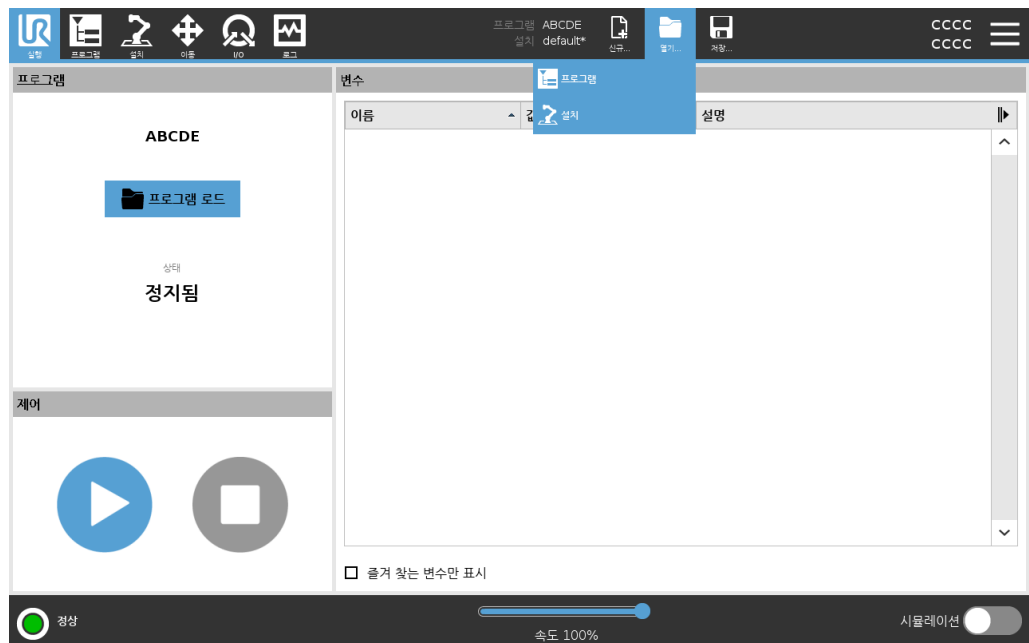 UR
실행
프로그램
설치
이동
I/O
로그
프로그램 ABCDE
설치 default*
신규...
열기...
저장...
CCCC
CCCC
프로그램
설치
프로그램
변수
이름
설명
ABCDE
프로그램 로드
상태
정지됨
제어
즐겨 찾는 변수만 표시
정상
속도 100%
시뮬레이션